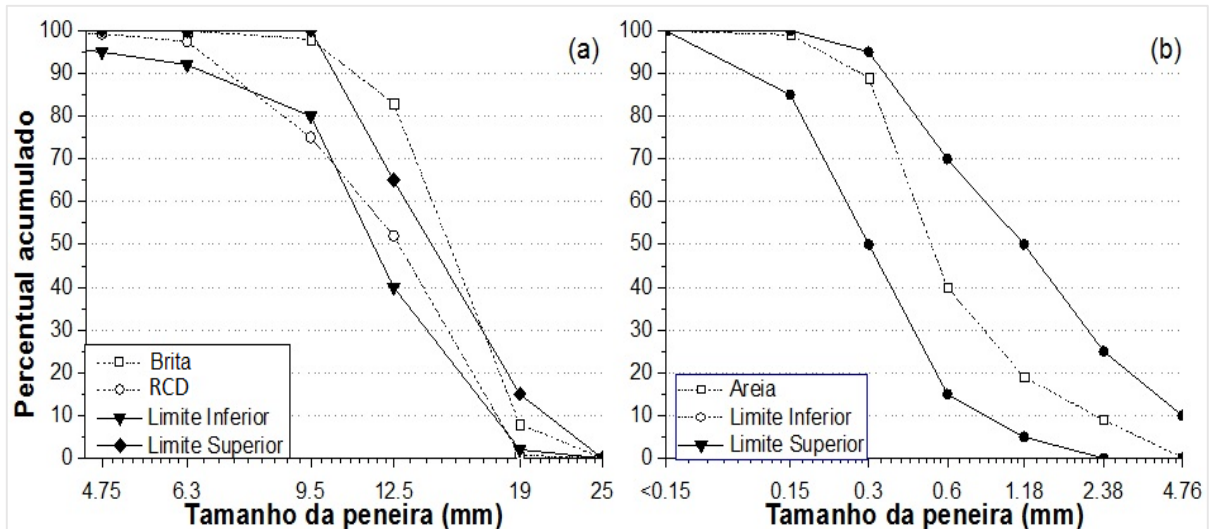 Percentual acumulado
100
90
80
70
60
50
40
30
20
10
0
(a)
Brita
RCD
Limite Inferior
Limite Superior
4.75 6.3 9.5 12.5 19 25
Tamanho da peneira (mm)
100
90
80
70
60
50
40
30
20
10
0
(b)
Areia
Limite Inferior
Limite Superior
<0.15 0.15 0.3 0.6 1.18 2.38 4.76
Tamanho da peneira (mm)